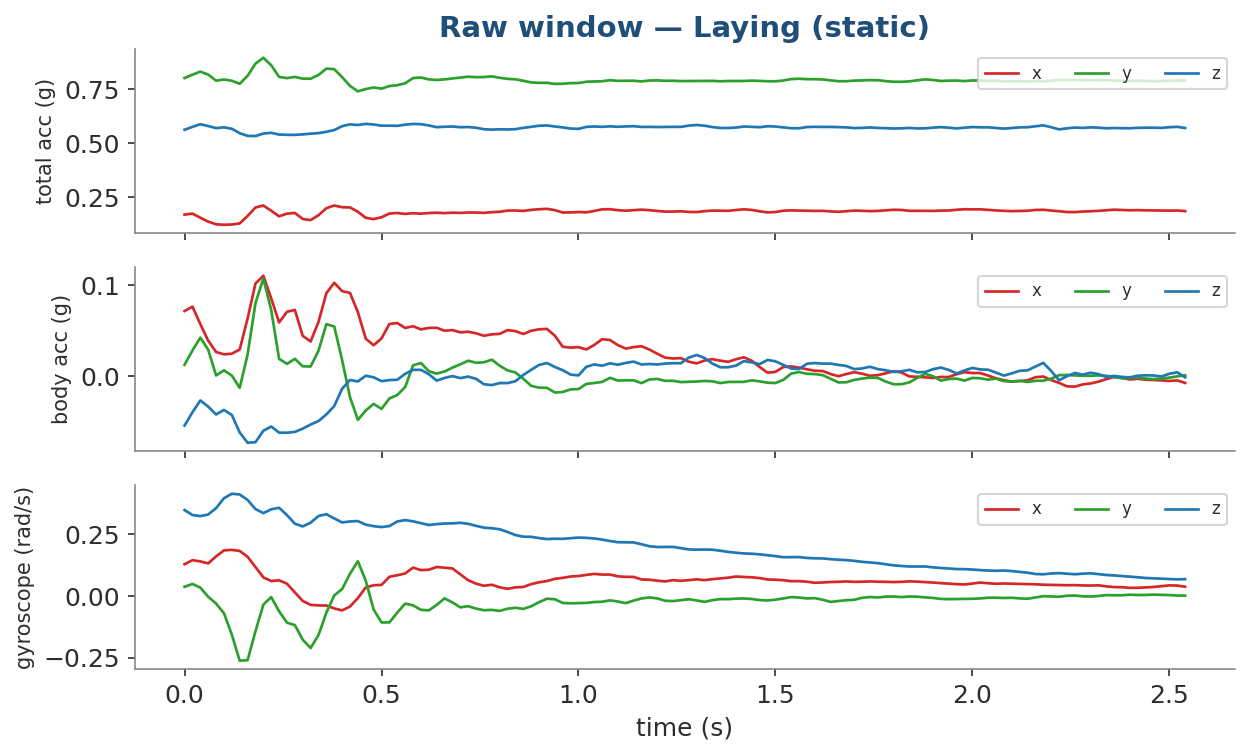 Raw window — Laying (static)
total acc (g)
0.75
0.50
0.25
x y z
body acc (g)
0.1
0.0
x y z
gyroscope (rad/s)
0.25
0.00
−0.25
x y z
0.0 0.5 1.0 1.5 2.0 2.5
time (s)